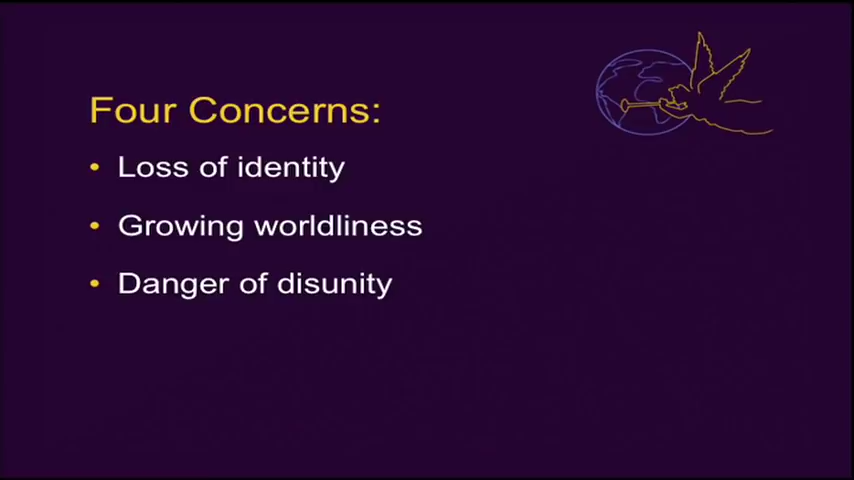 Four Concerns:
• Loss of identity
• Growing worldliness
• Danger of disunity